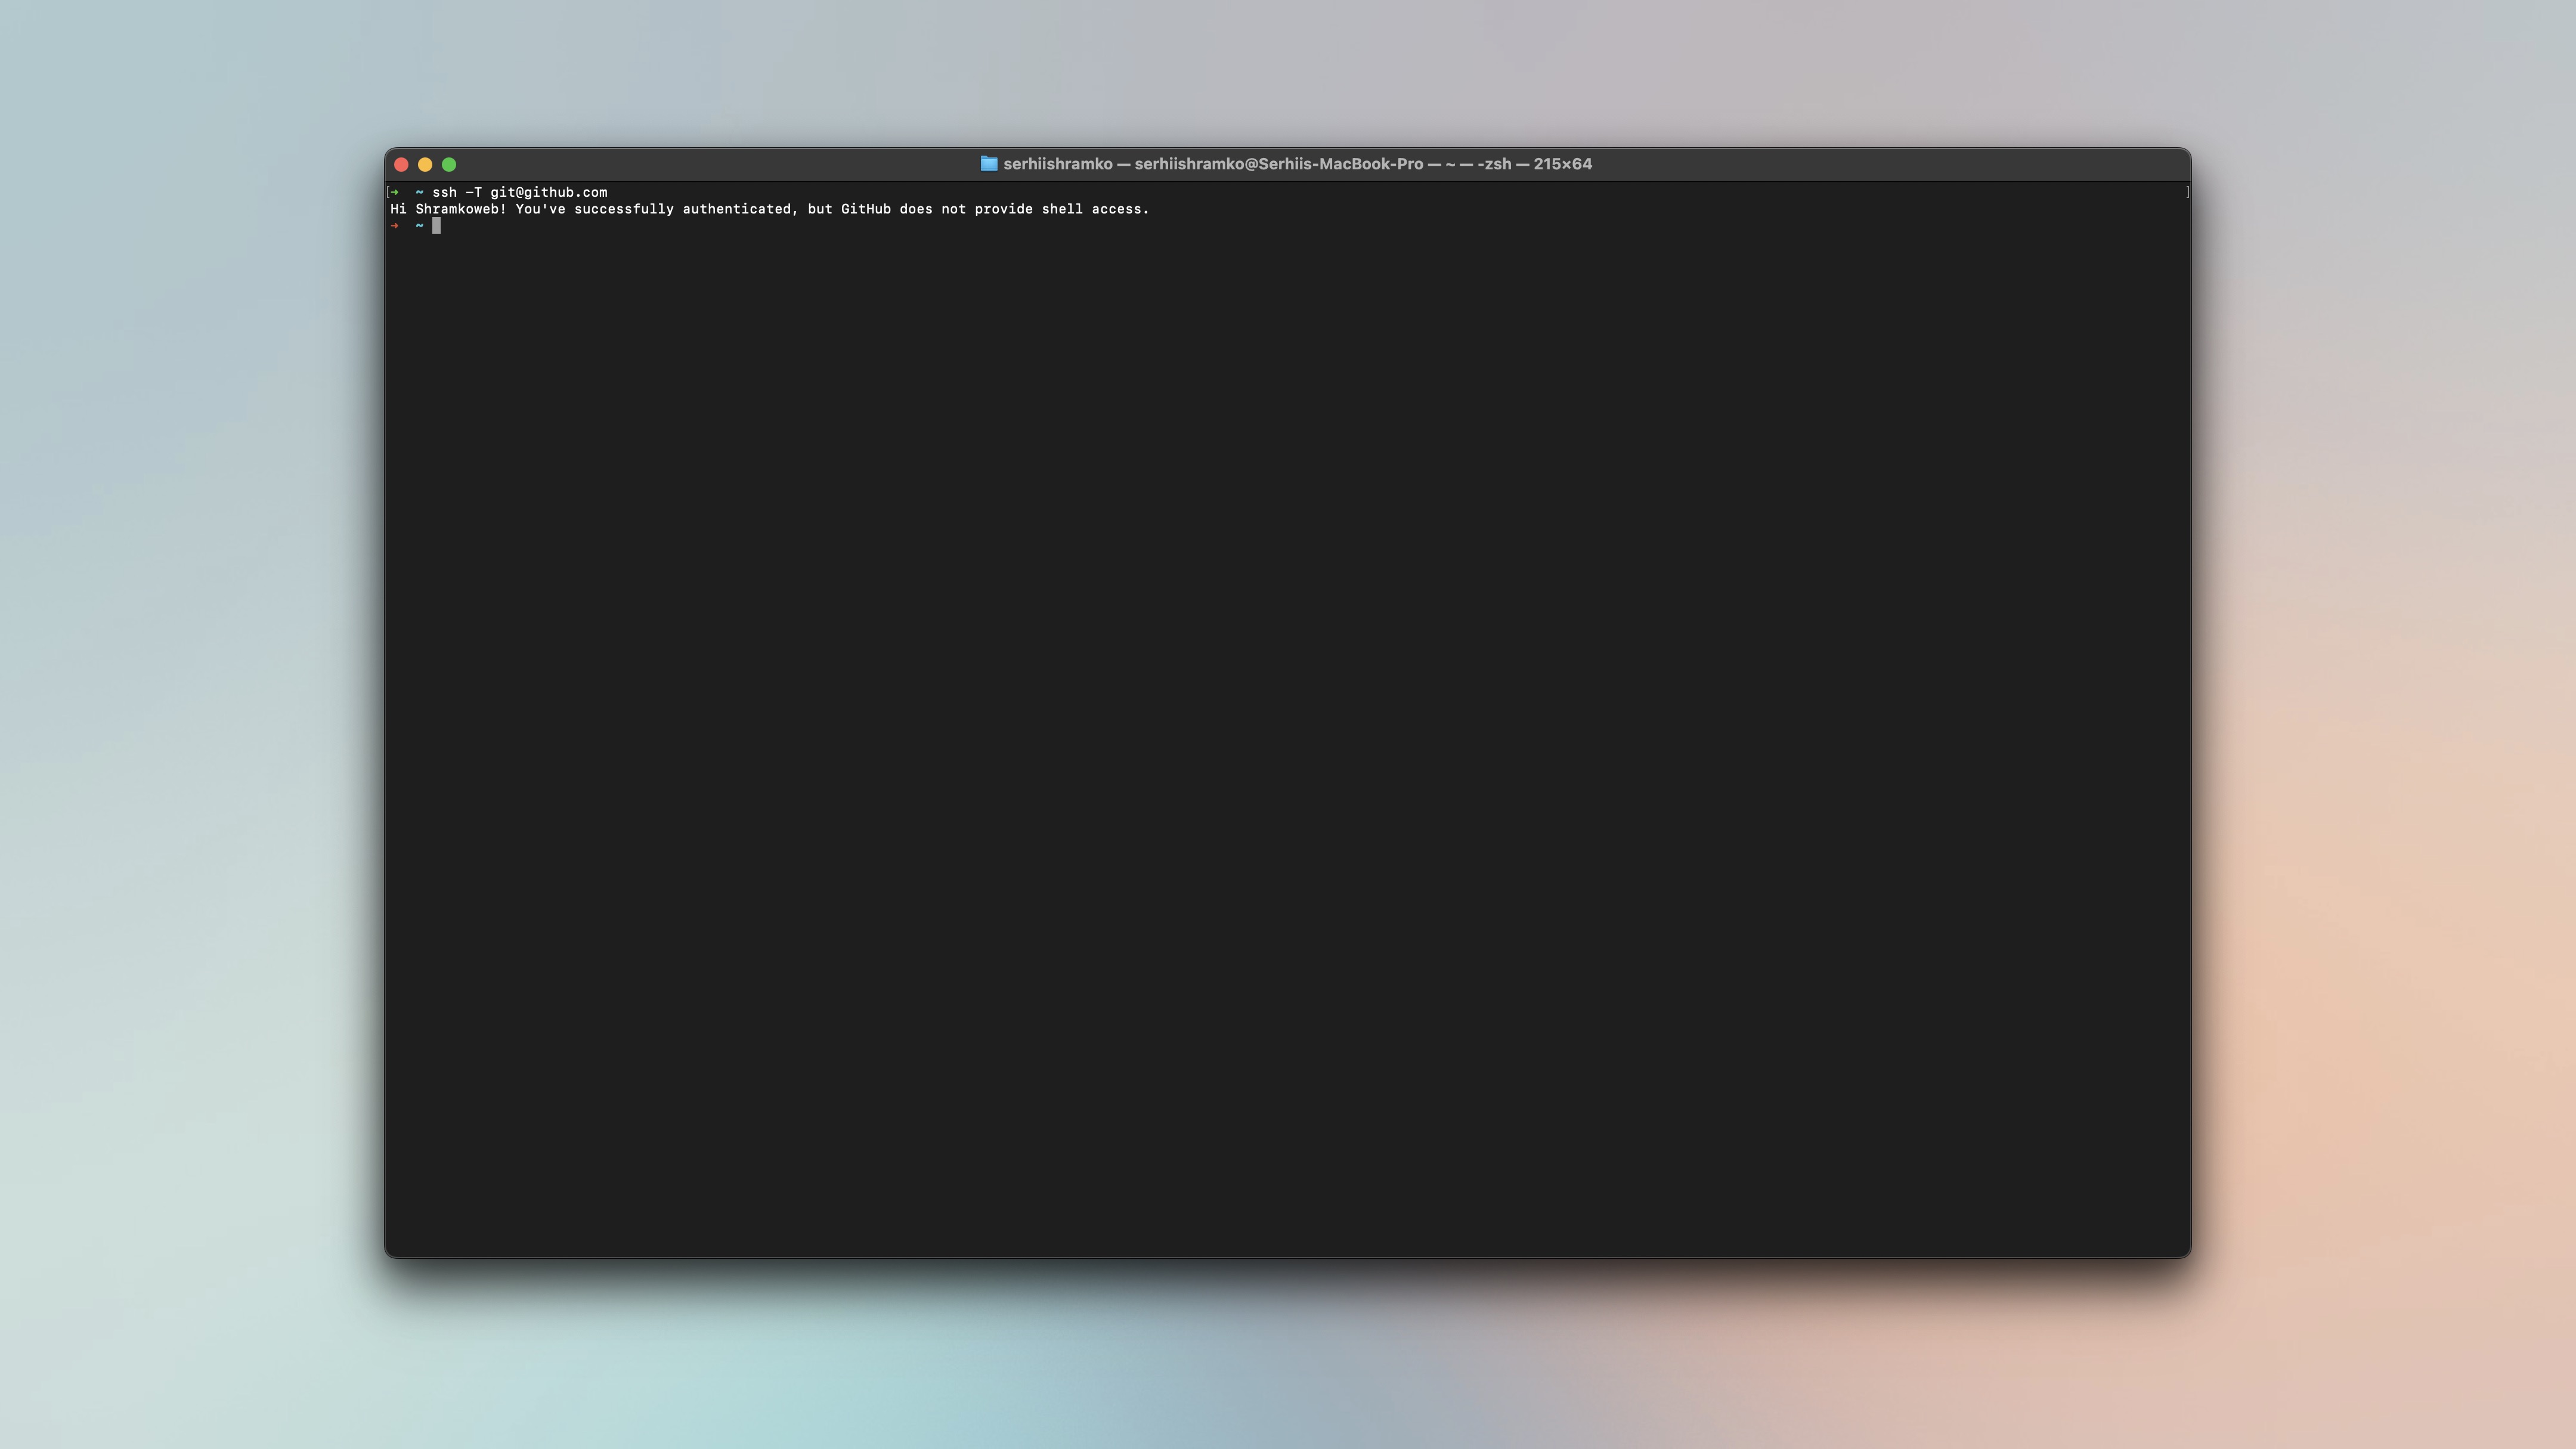 serhiishramko — serhiishramko@Serhiis-MacBook-Pro — ~ — -zsh — 215×64
[➜  ~ ssh -T git@github.com ]
Hi Shramkoweb! You've successfully authenticated, but GitHub does not provide shell access.
➜  ~